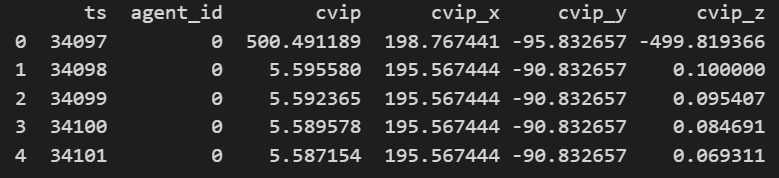 ts agent_id cvip cvip_x cvip_y cvip_z
0 34097 0 500.491189 198.767441 -95.832657 -499.819366
1 34098 0 5.595580 195.567444 -90.832657 0.100000
2 34099 0 5.592365 195.567444 -90.832657 0.095407
3 34100 0 5.589578 195.567444 -90.832657 0.084691
4 34101 0 5.587154 195.567444 -90.832657 0.069311